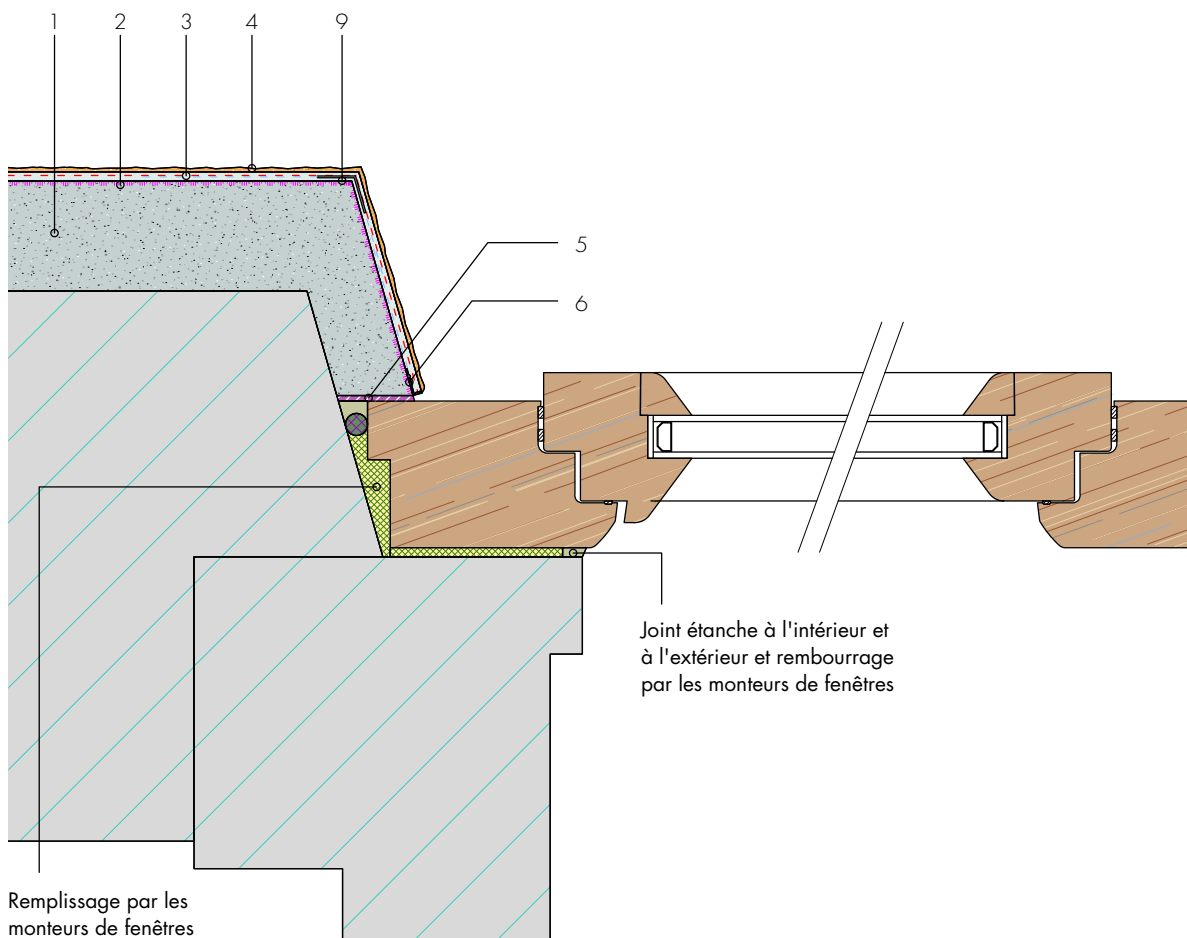 1 2 3 4 9
5
6
Joint étanche à l'intérieur et
à l'extérieur et rembourrage
par les monteurs de fenêtres
Remplissage par les
monteurs de fenêtres